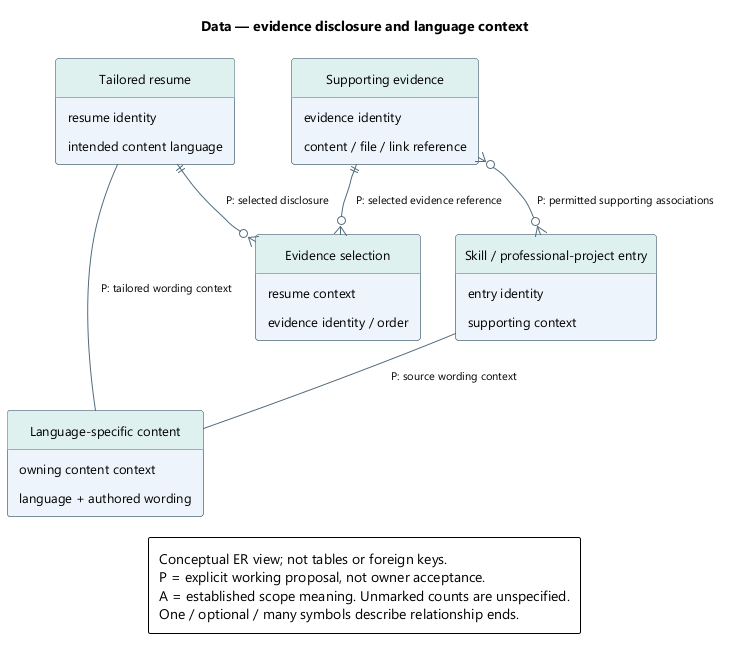 Data — evidence disclosure and language context
Tailored resume
resume identity
intended content language
Supporting evidence
evidence identity
content / file / link reference
P: selected disclosure
P: selected evidence reference
P: permitted supporting associations
Evidence selection
resume context
evidence identity / order
Skill / professional-project entry
entry identity
supporting context
P: tailored wording context
P: source wording context
Language-specific content
owning content context
language + authored wording
Conceptual ER view; not tables or foreign keys.
P = explicit working proposal, not owner acceptance.
A = established scope meaning. Unmarked counts are unspecified.
One / optional / many symbols describe relationship ends.